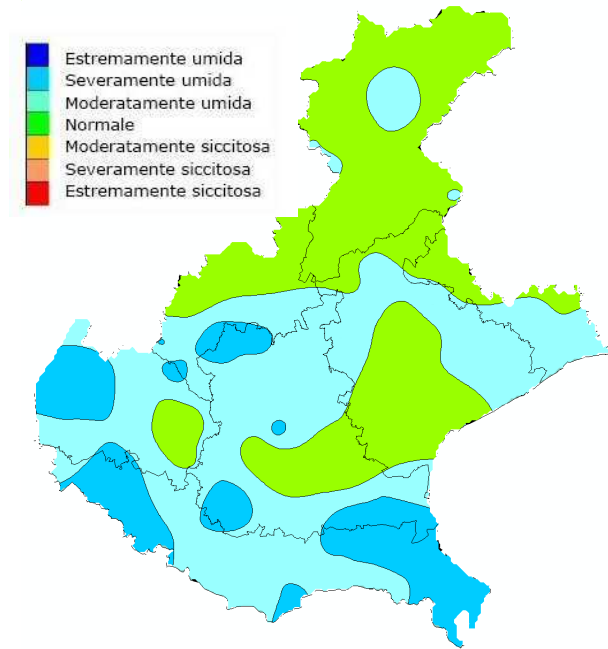 Estremamente umida
Severamente umida
Moderatamente umida
Normale
Moderatamente siccitosa
Severamente siccitosa
Estremamente siccitosa